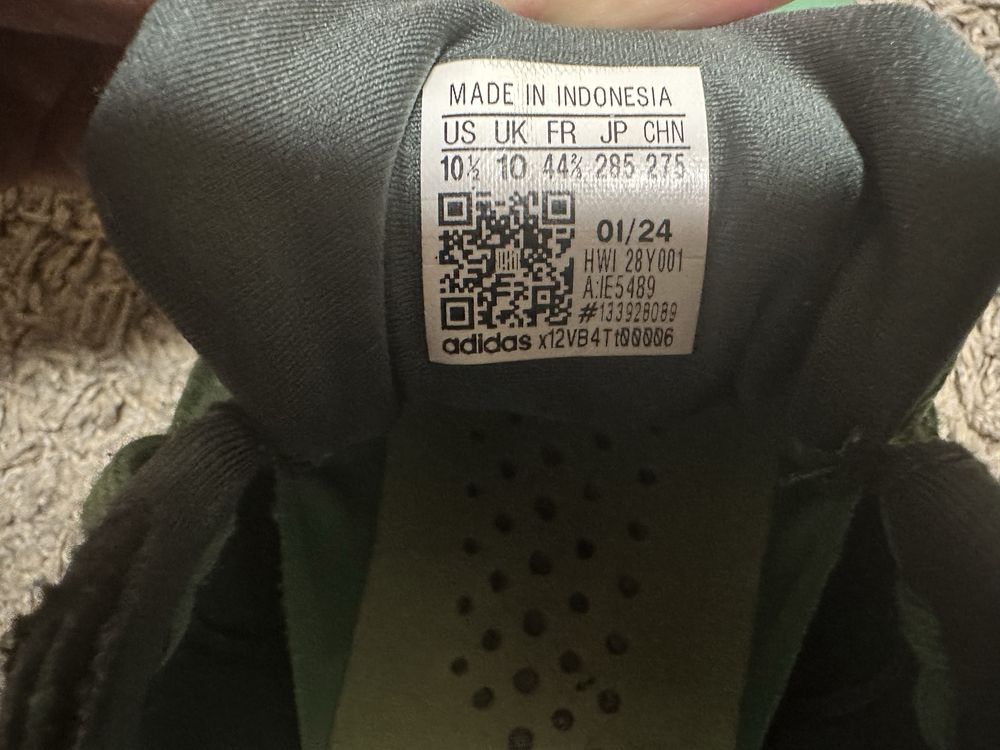 MADE IN INDONESIA
US UK FR JP CHN
10½ 10 44⅔ 285 275
01/24
HWI 28Y001
A:IE5489
#133928089
adidas x12VB4Tt00006